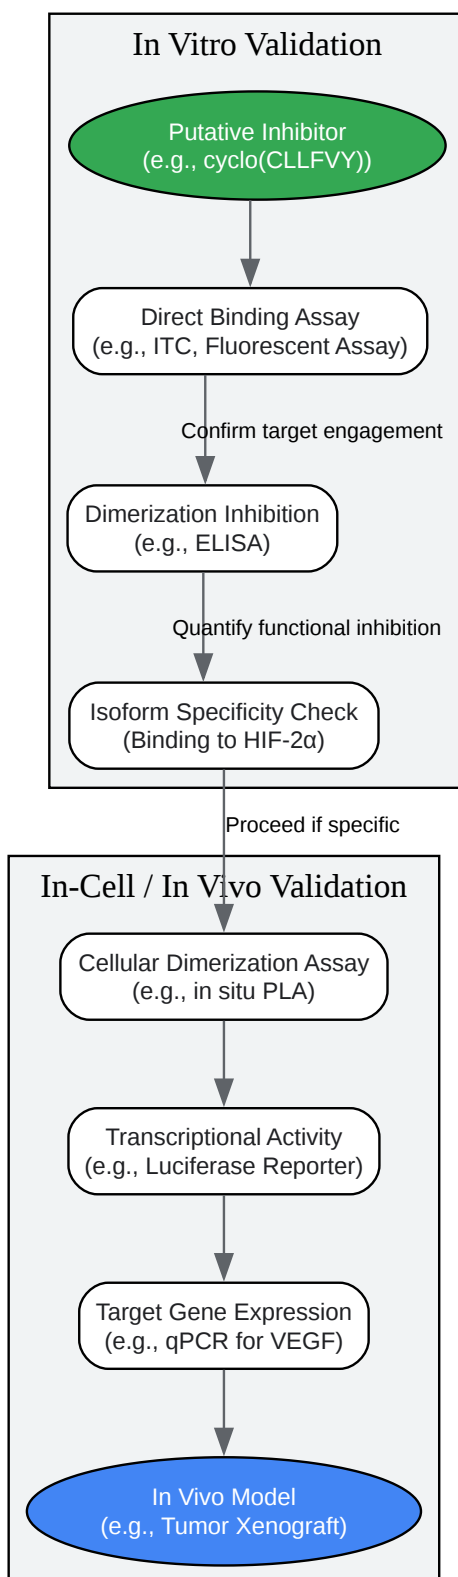 In Vitro Validation
Putative Inhibitor
(e.g., cyclo(CLLFVY))
Direct Binding Assay
(e.g., ITC, Fluorescent Assay)
Confirm target engagement
Dimerization Inhibition
(e.g., ELISA)
Quantify functional inhibition
Isoform Specificity Check
(Binding to HIF-2α)
Proceed if specific
In-Cell / In Vivo Validation
Cellular Dimerization Assay
(e.g., in situ PLA)
Transcriptional Activity
(e.g., Luciferase Reporter)
Target Gene Expression
(e.g., qPCR for VEGF)
In Vivo Model
(e.g., Tumor Xenograft)